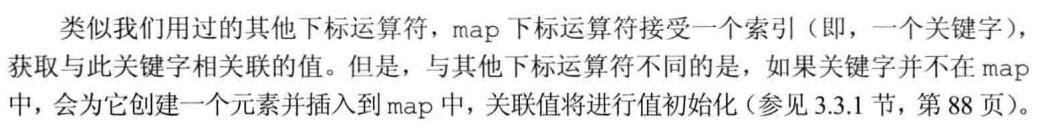 类似我们用过的其他下标运算符，map 下标运算符接受一个索引（即，一个关键字），
获取与此关键字相关联的值。但是，与其他下标运算符不同的是，如果关键字并不在 map
中，会为它创建一个元素并插入到 map 中，关联值将进行值初始化（参见 3.3.1 节，第 88 页）。